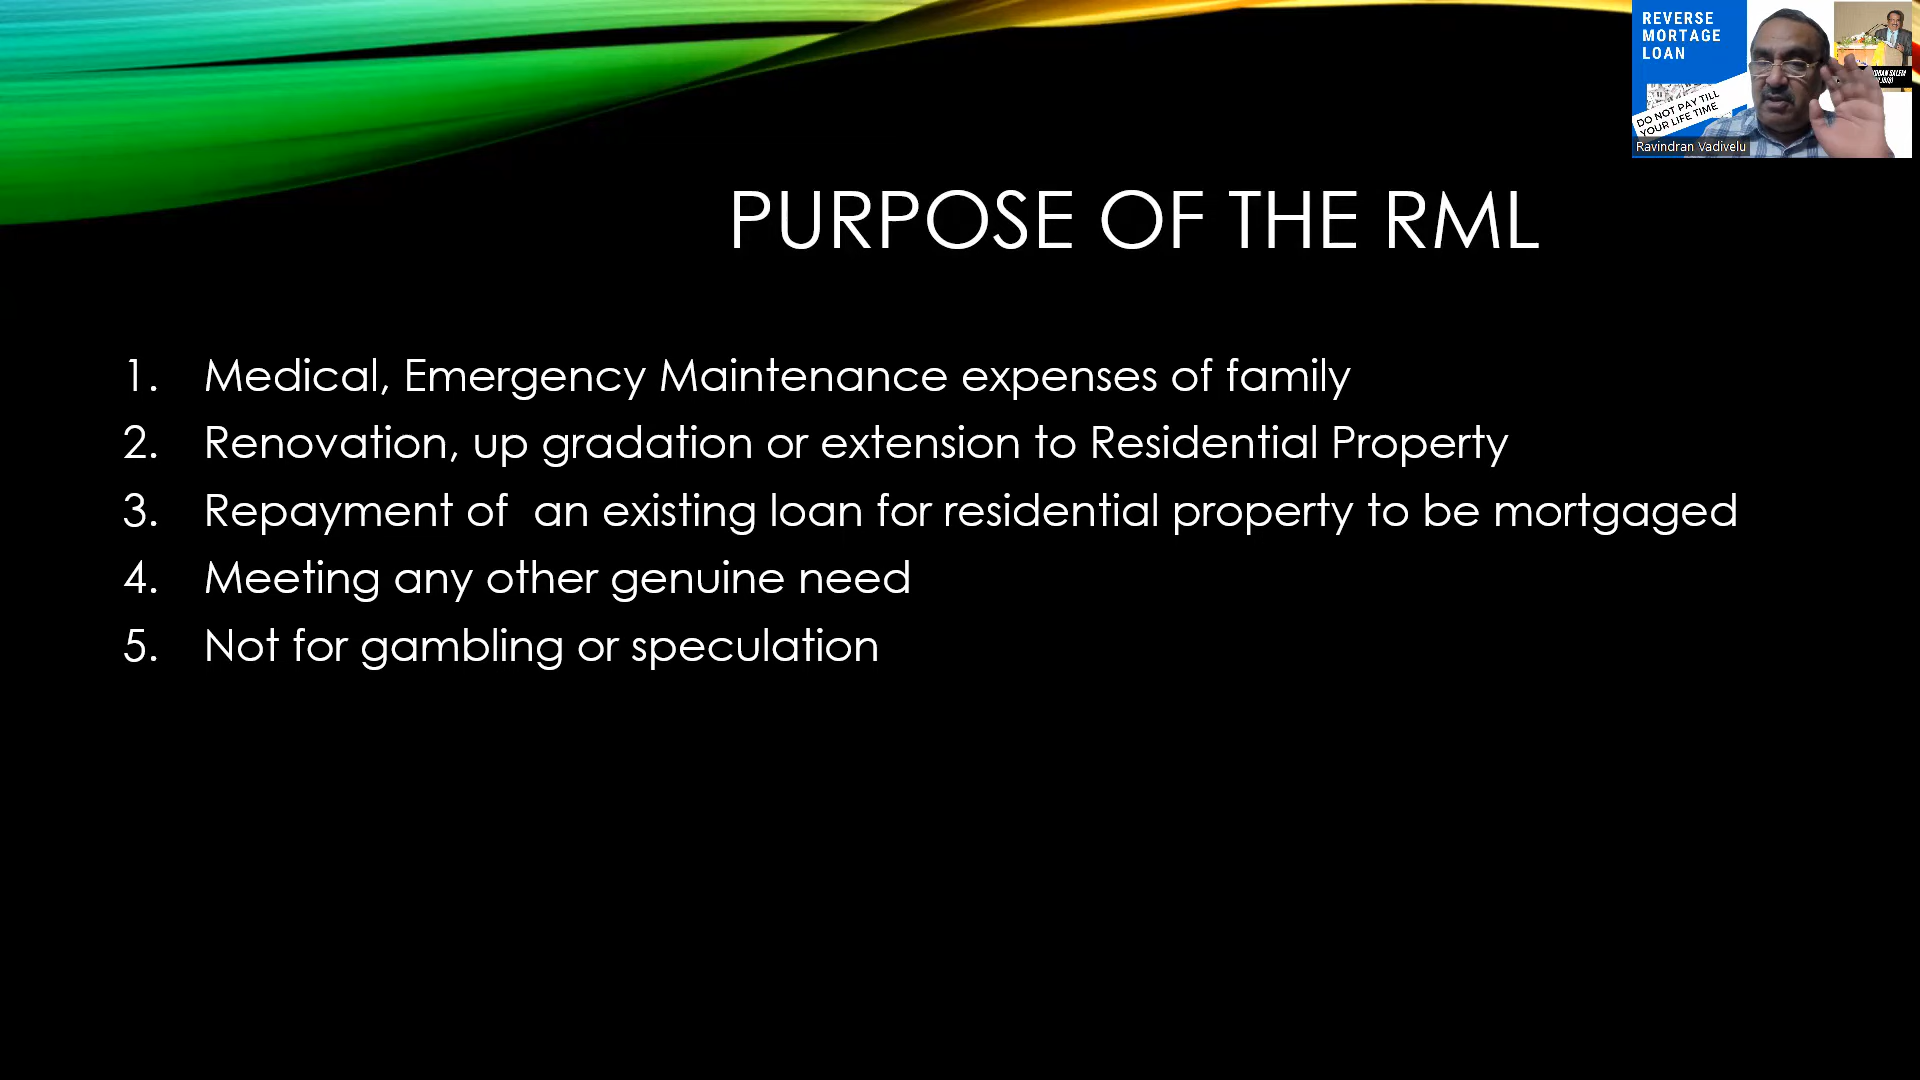 REVERSE
MORTAGE
LOAN
DO NOT PAY TILL
YOUR LIFE TIME
Ravindran Vadivelu
PURPOSE OF THE RML
1. Medical, Emergency Maintenance expenses of family
2. Renovation, up gradation or extension to Residential Property
3. Repayment of an existing loan for residential property to be mortgaged
4. Meeting any other genuine need
5. Not for gambling or speculation